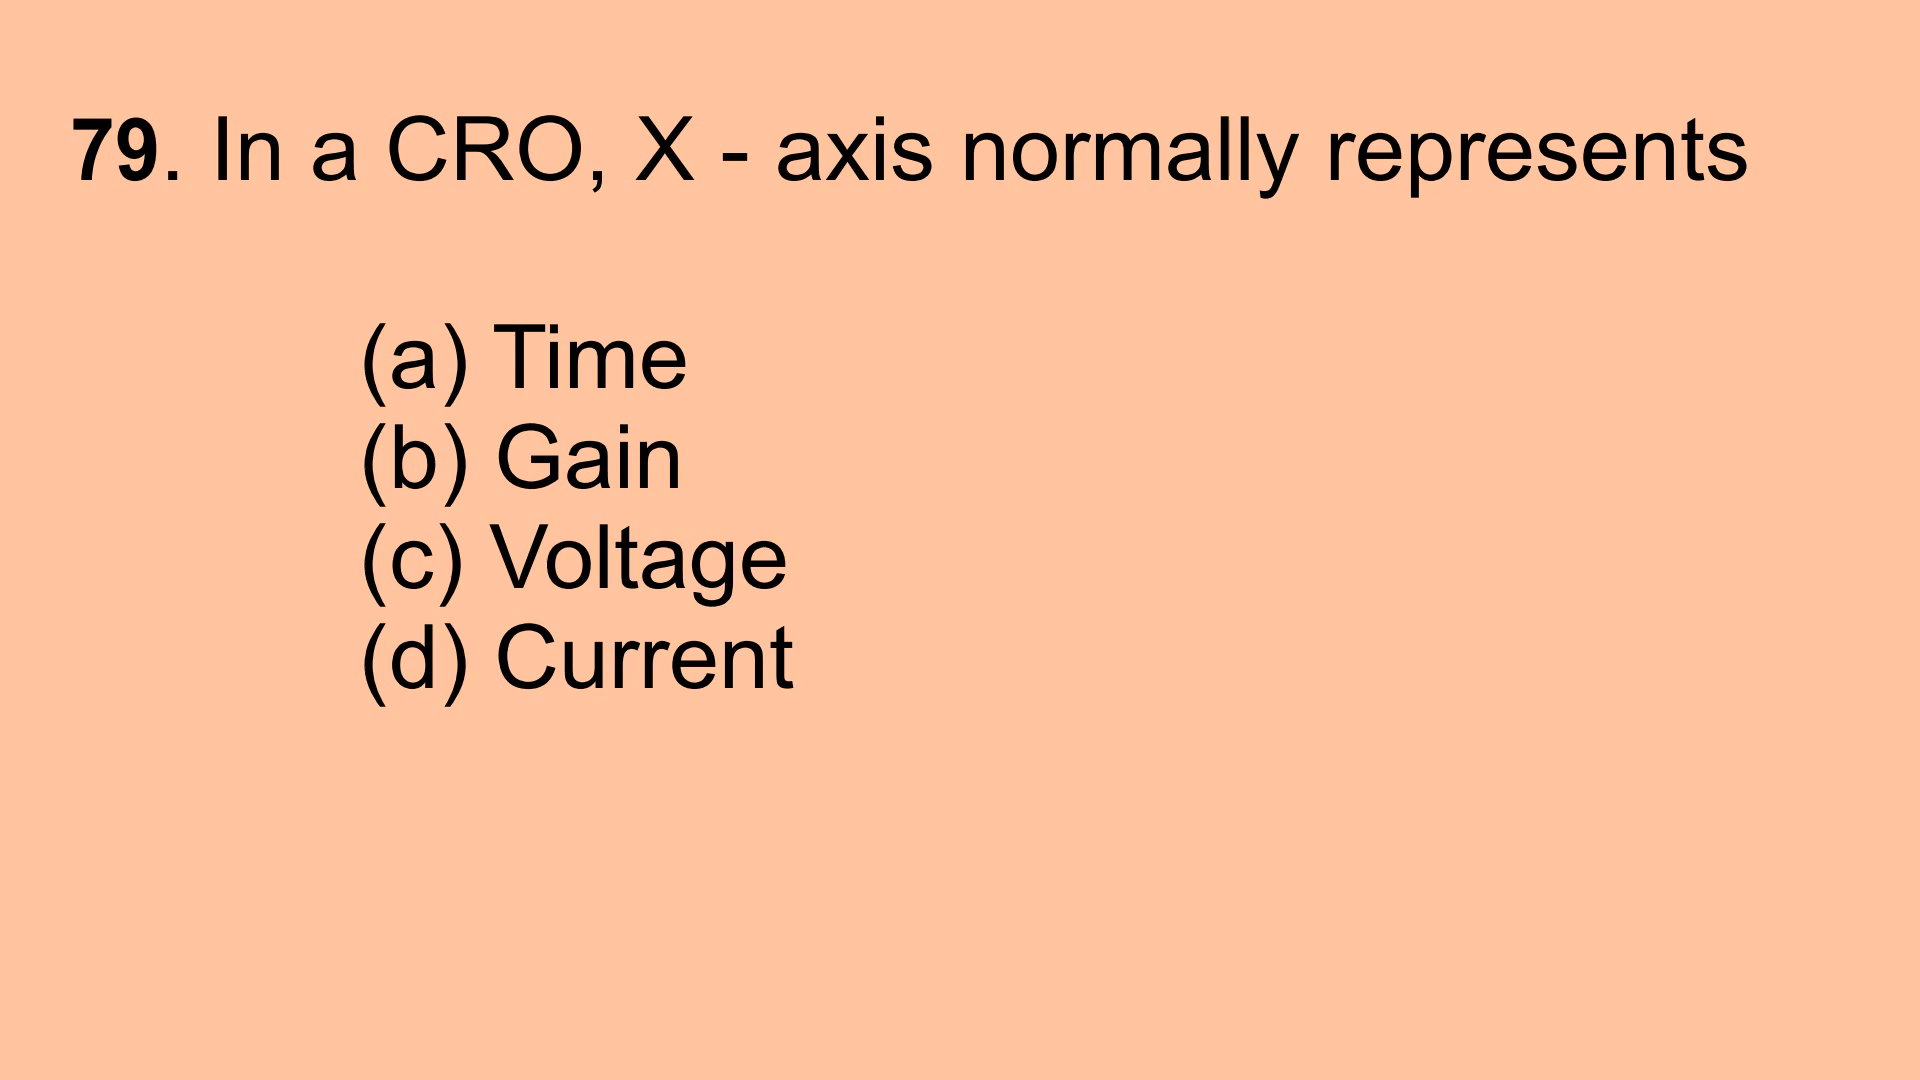 79. In a CRO, X - axis normally represents
(a) Time
(b) Gain
(c) Voltage
(d) Current